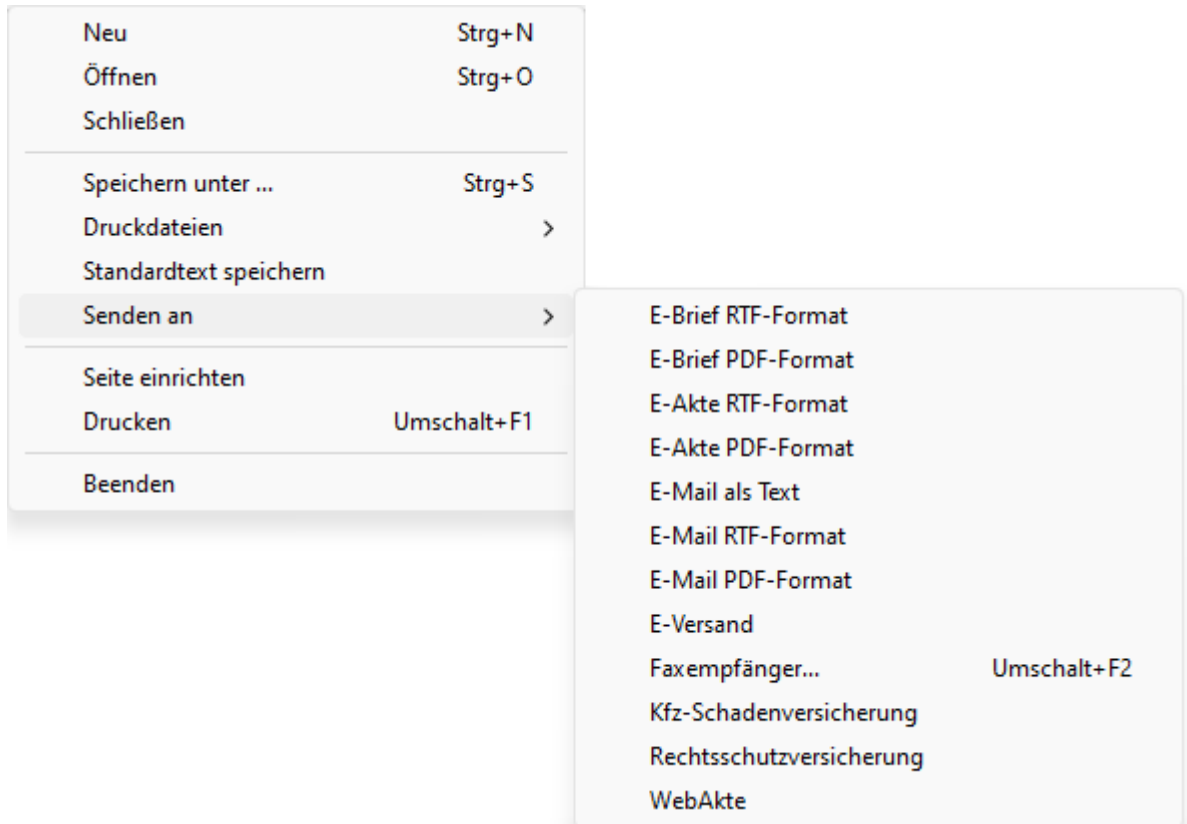 Neu Strg+N
Öffnen Strg+O
Schließen
Speichern unter ... Strg+S
Druckdateien
Standardtext speichern
Senden an
Seite einrichten
Drucken Umschalt+F1
Beenden
E-Brief RTF-Format
E-Brief PDF-Format
E-Akte RTF-Format
E-Akte PDF-Format
E-Mail als Text
E-Mail RTF-Format
E-Mail PDF-Format
E-Versand
Faxempfänger... Umschalt+F2
Kfz-Schadenversicherung
Rechtsschutzversicherung
WebAkte